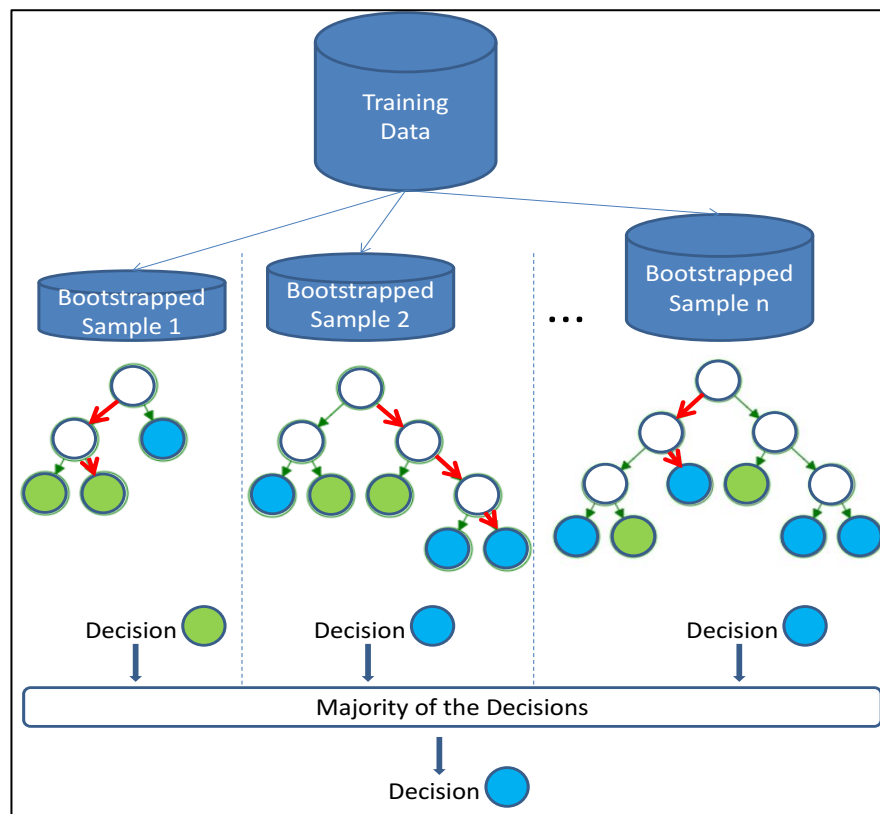 Training
Data
Bootstrapped
Sample 1
Bootstrapped
Sample 2
...
Bootstrapped
Sample n
Decision
Decision
Decision
Majority of the Decisions
Decision